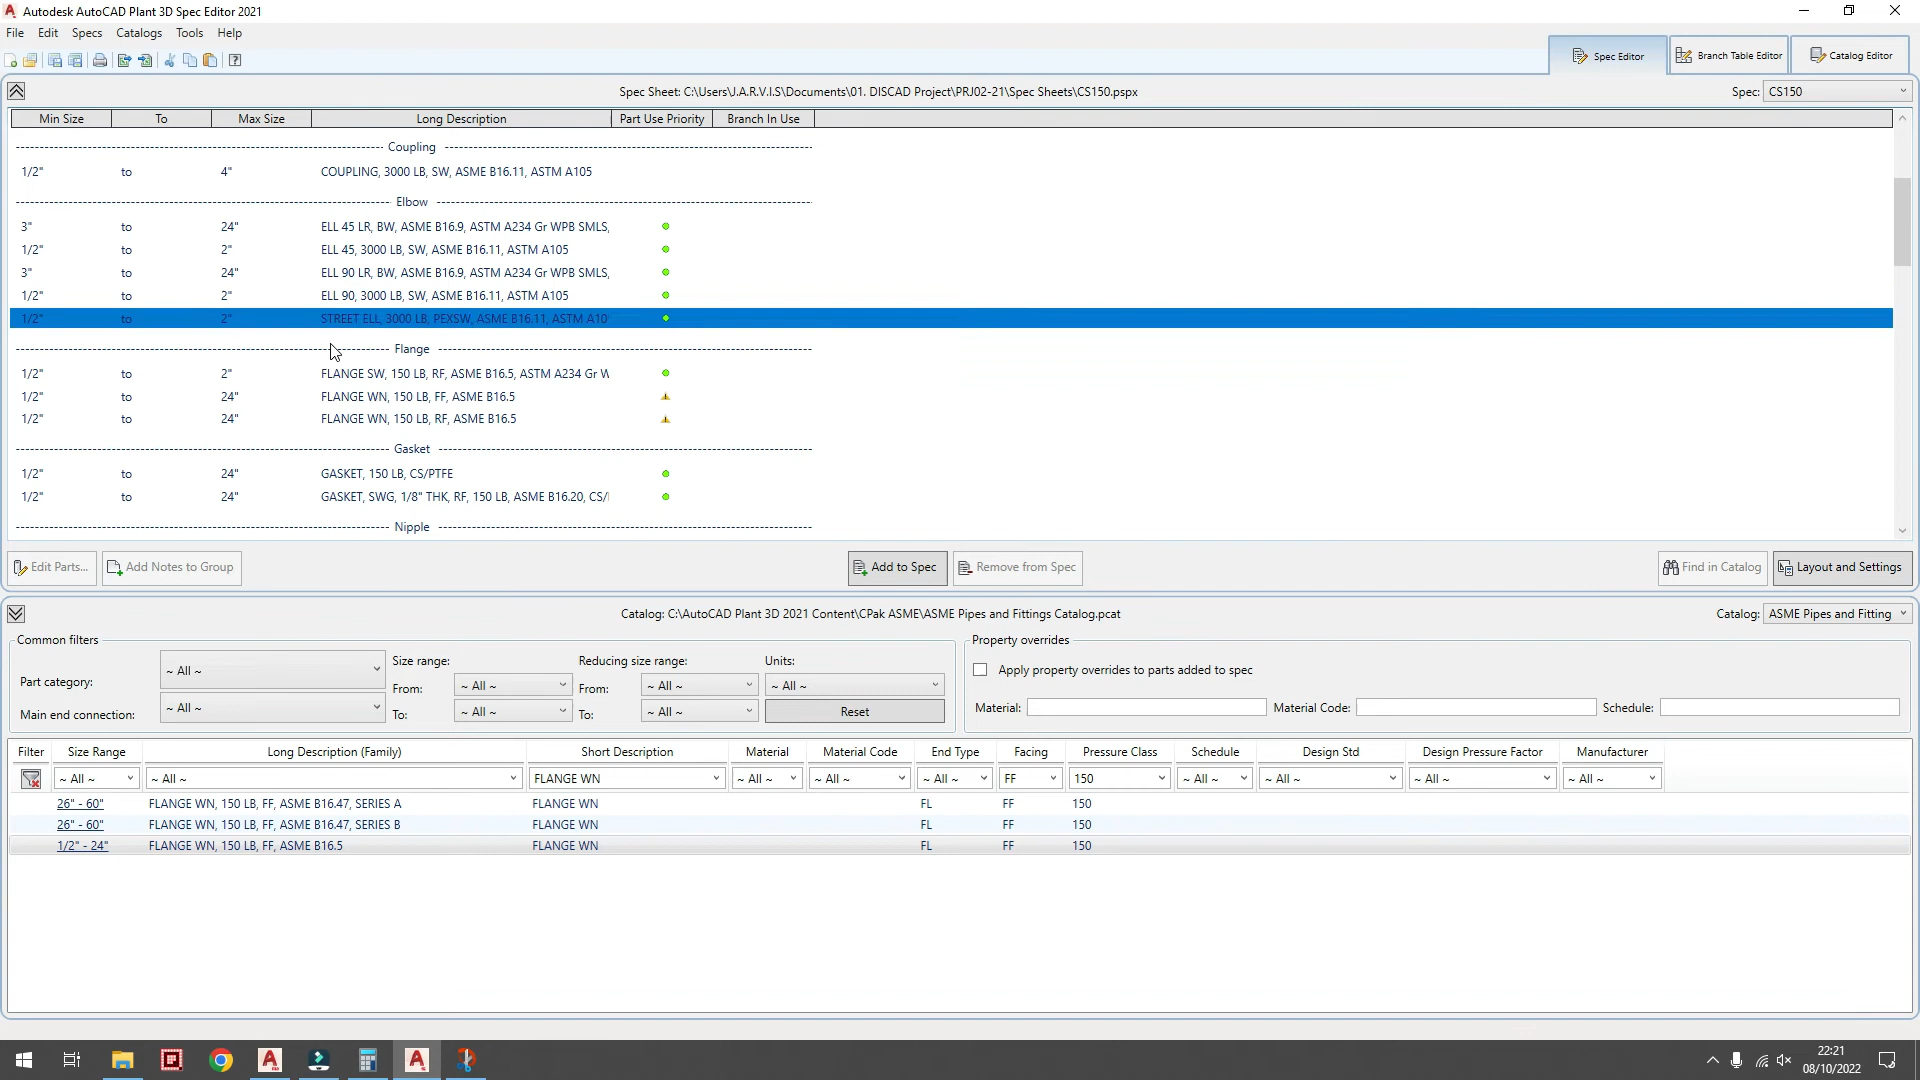 Autodesk AutoCAD Plant 3D Spec Editor 2021
File Edit Specs Catalogs Tools Help
Spec Editor Branch Table Editor Catalog Editor
Spec Sheet: C:\Users\J.A.R.V.I.S\Documents\01. DISCAD Project\PRJ02-21\Spec Sheets\CS150.pspx Spec: CS150
Min Size To Max Size Long Description Part Use Priority Branch In Use
Coupling
1/2" to 4" COUPLING, 3000 LB, SW, ASME B16.11, ASTM A105
Elbow
3" to 24" ELL 45 LR, BW, ASME B16.9, ASTM A234 Gr WPB SMLS,
1/2" to 2" ELL 45, 3000 LB, SW, ASME B16.11, ASTM A105
3" to 24" ELL 90 LR, BW, ASME B16.9, ASTM A234 Gr WPB SMLS,
1/2" to 2" ELL 90, 3000 LB, SW, ASME B16.11, ASTM A105
1/2" to 2" STREET ELL, 3000 LB, PEXSW, ASME B16.11, ASTM A10
Flange
1/2" to 2" FLANGE SW, 150 LB, RF, ASME B16.5, ASTM A234 Gr W
1/2" to 24" FLANGE WN, 150 LB, FF, ASME B16.5
1/2" to 24" FLANGE WN, 150 LB, RF, ASME B16.5
Gasket
1/2" to 24" GASKET, 150 LB, CS/PTFE
1/2" to 24" GASKET, SWG, 1/8" THK, RF, 150 LB, ASME B16.20, CS/
Nipple
Edit Parts... Add Notes to Group Add to Spec Remove from Spec Find in Catalog Layout and Settings
Catalog: C:\AutoCAD Plant 3D 2021 Content\CPak ASME\ASME Pipes and Fittings Catalog.pcat Catalog: ASME Pipes and Fitting
Common filters Property overrides
Part category: ~ All ~ Size range: Reducing size range: Units:
From: ~ All ~ From: ~ All ~ ~ All ~ Apply property overrides to parts added to spec
Main end connection: ~ All ~ To: ~ All ~ To: ~ All ~ Reset Material: Material Code: Schedule:
Filter Size Range Long Description (Family) Short Description Material Material Code End Type Facing Pressure Class Schedule Design Std Design Pressure Factor Manufacturer
~ All ~ ~ All ~ FLANGE WN ~ All ~ ~ All ~ ~ All ~ FF 150 ~ All ~ ~ All ~ ~ All ~ ~ All ~
26" - 60" FLANGE WN, 150 LB, FF, ASME B16.47, SERIES A FLANGE WN FL FF 150
26" - 60" FLANGE WN, 150 LB, FF, ASME B16.47, SERIES B FLANGE WN FL FF 150
1/2" - 24" FLANGE WN, 150 LB, FF, ASME B16.5 FLANGE WN FL FF 150
22:21
08/10/2022